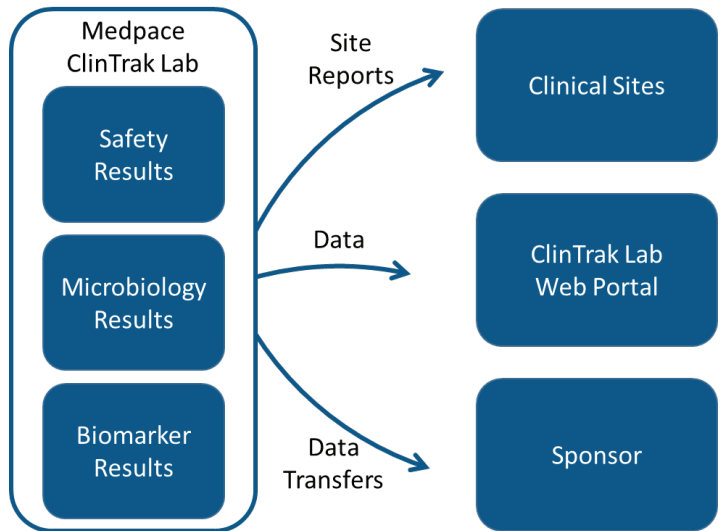 Medpace
ClinTrak Lab
Safety
Results
Microbiology
Results
Biomarker
Results
Site
Reports
Data
Data
Transfers
Clinical Sites
ClinTrak Lab
Web Portal
Sponsor